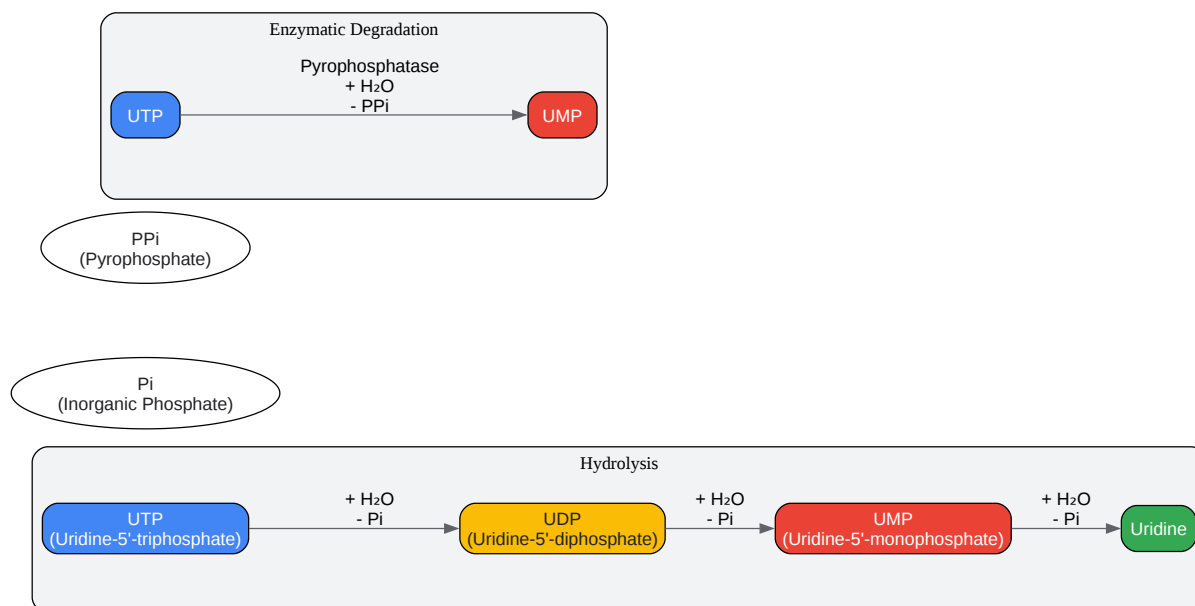 Enzymatic Degradation
Pyrophosphatase
+ H₂O
- PPi
UTP
UMP
PPi
(Pyrophosphate)
Pi
(Inorganic Phosphate)
Hydrolysis
UTP
(Uridine-5'-triphosphate)
+ H₂O
- Pi
UDP
(Uridine-5'-diphosphate)
+ H₂O
- Pi
UMP
(Uridine-5'-monophosphate)
+ H₂O
- Pi
Uridine